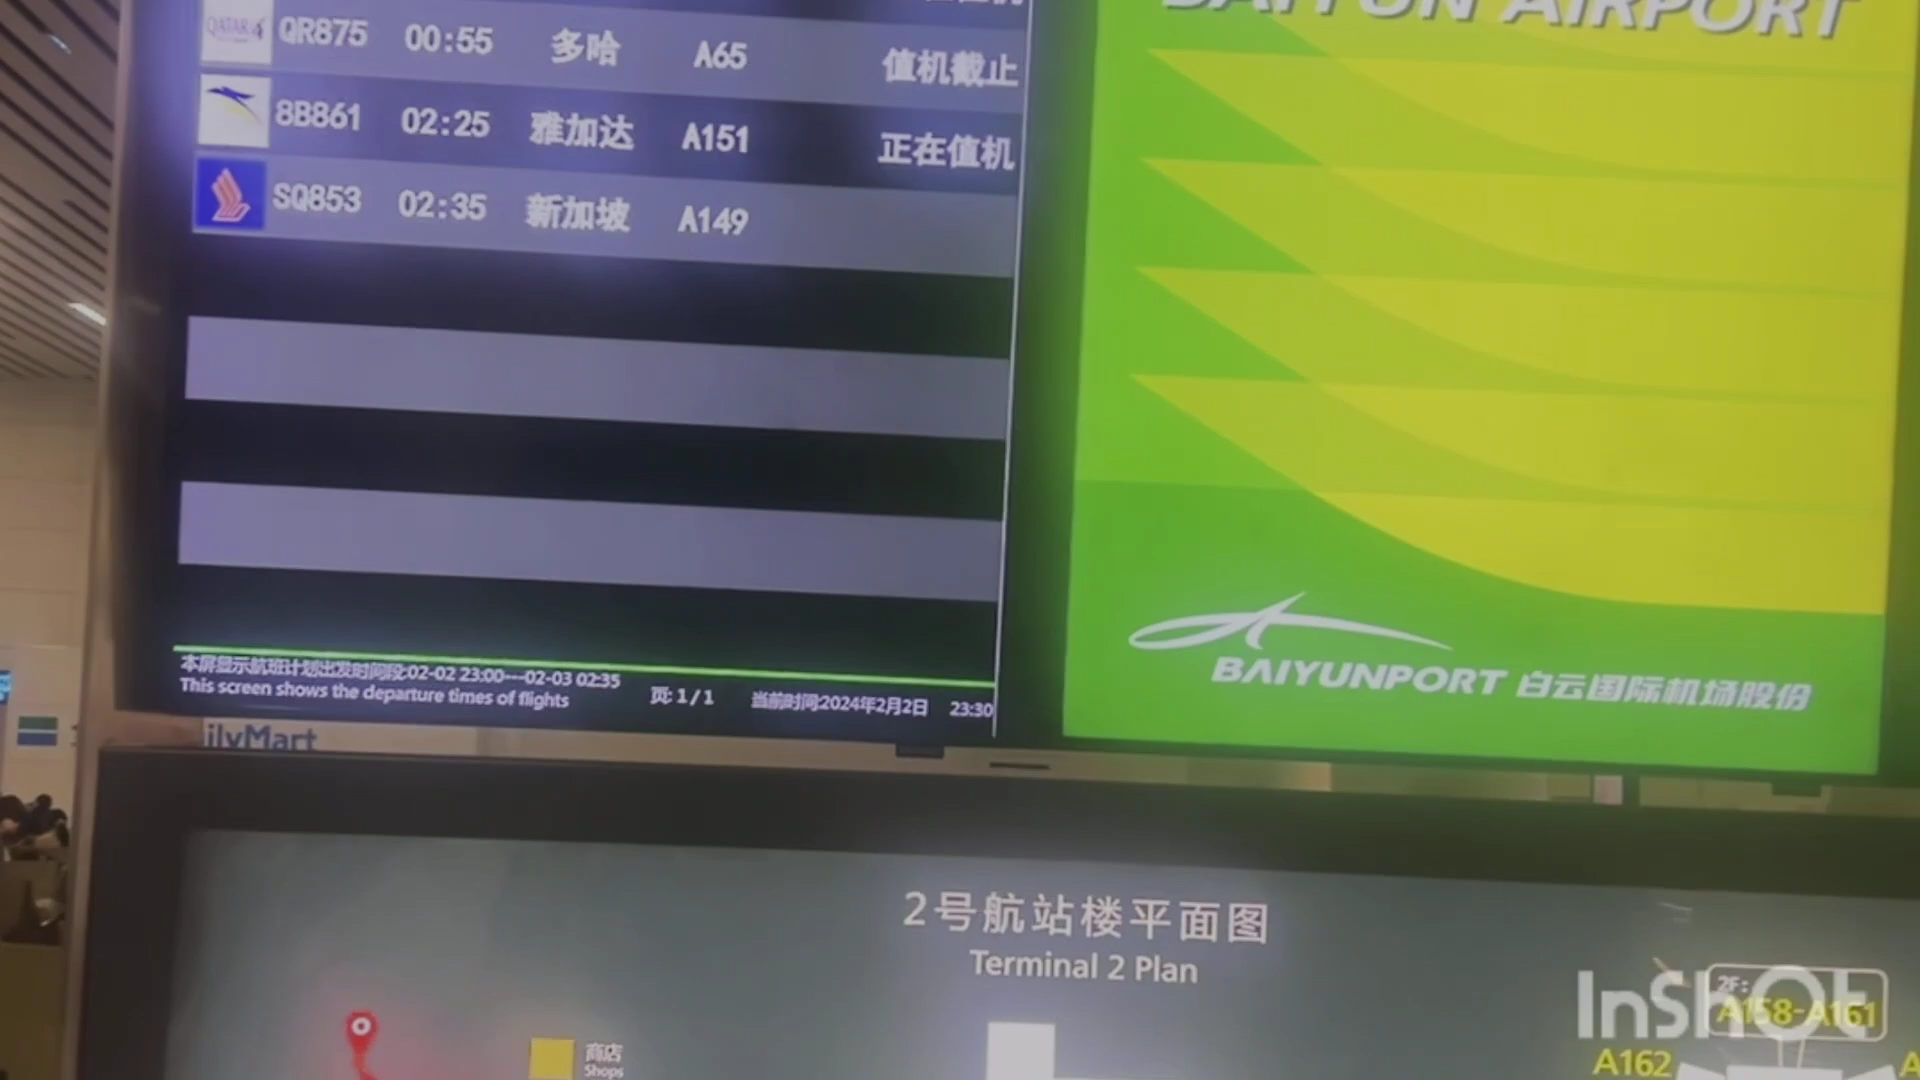 BAIYUN AIRPORT
QATAR QR875 00:55 多哈 A65 值机截止
8B861 02:25 雅加达 A151 正在值机
SQ853 02:35 新加坡 A149
本屏显示航班计划出发时间段:02-02 23:00---02-03 02:35
This screen shows the departure times of flights
页: 1/1 当前时间:2024年2月2日 23:30
BAIYUNPORT 白云国际机场股份
ilyMart
2号航站楼平面图
Terminal 2 Plan
商店
Shops
2F:
A158-A161
A162
InShOt